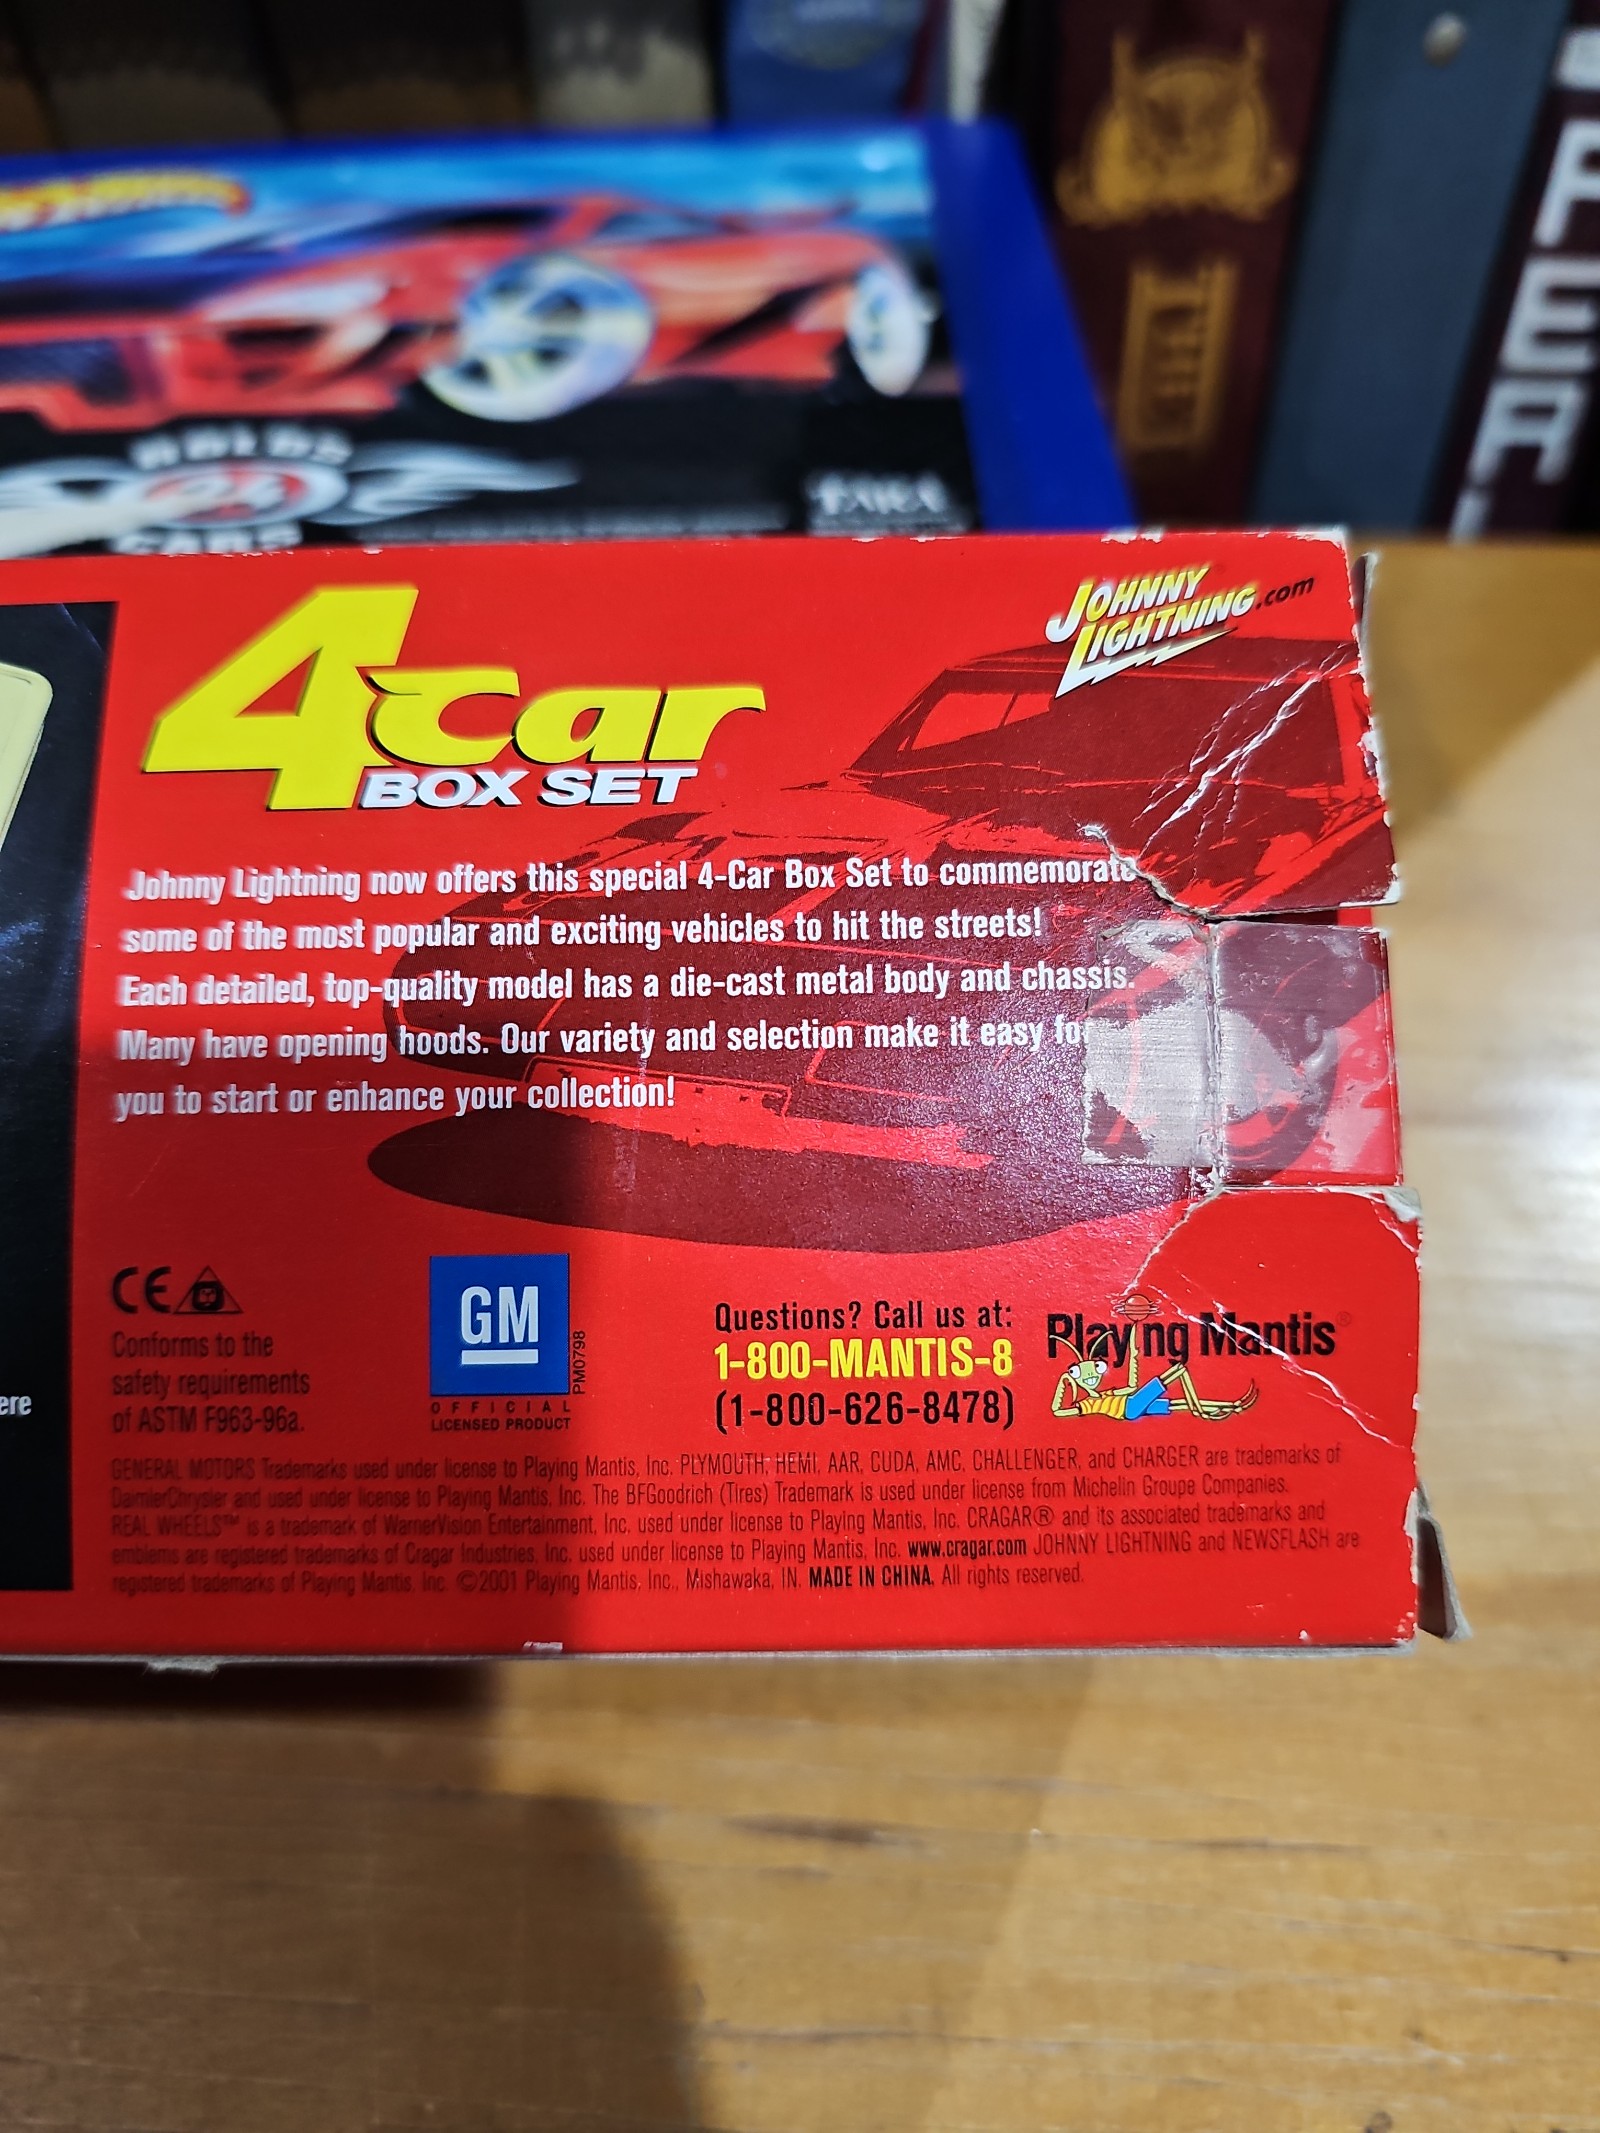 HOLDS
24
CARS
4 Car
BOX SET
JOHNNY
LIGHTNING.com
Johnny Lightning now offers this special 4-Car Box Set to commemorate
some of the most popular and exciting vehicles to hit the streets!
Each detailed, top-quality model has a die-cast metal body and chassis.
Many have opening hoods. Our variety and selection make it easy for
you to start or enhance your collection!
ere
CE
Conforms to the
safety requirements
of ASTM F963-96a.
GM
PM0798
OFFICIAL
LICENSED PRODUCT
Questions? Call us at:
1-800-MANTIS-8
(1-800-626-8478)
Playing Mantis®
GENERAL MOTORS Trademarks used under license to Playing Mantis, Inc. PLYMOUTH, HEMI, AAR, CUDA, AMC, CHALLENGER, and CHARGER are trademarks of
DaimlerChrysler and used under license to Playing Mantis, Inc. The BFGoodrich (Tires) Trademark is used under license from Michelin Groupe Companies.
REAL WHEELS™ is a trademark of WarnerVision Entertainment, Inc. used under license to Playing Mantis, Inc. CRAGAR® and its associated trademarks and
emblems are registered trademarks of Cragar Industries, Inc. used under license to Playing Mantis, Inc. www.cragar.com JOHNNY LIGHTNING and NEWSFLASH are
registered trademarks of Playing Mantis, Inc. ©2001 Playing Mantis, Inc., Mishawaka, IN. MADE IN CHINA. All rights reserved.